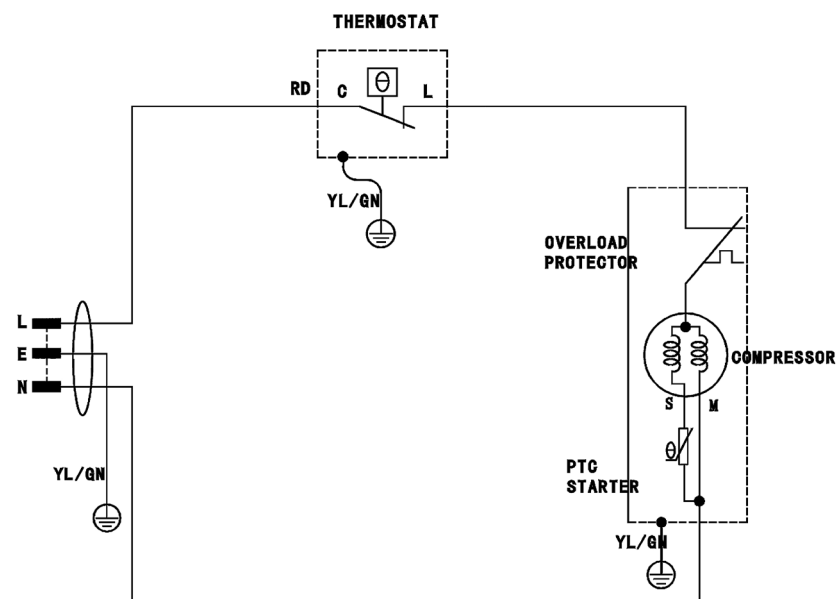 THERMOSTAT
RD
C
L
θ
YL/GN
OVERLOAD
PROTECTOR
L
E
N
COMPRESSOR
S
M
θ
YL/GN
PTC
STARTER
YL/GN